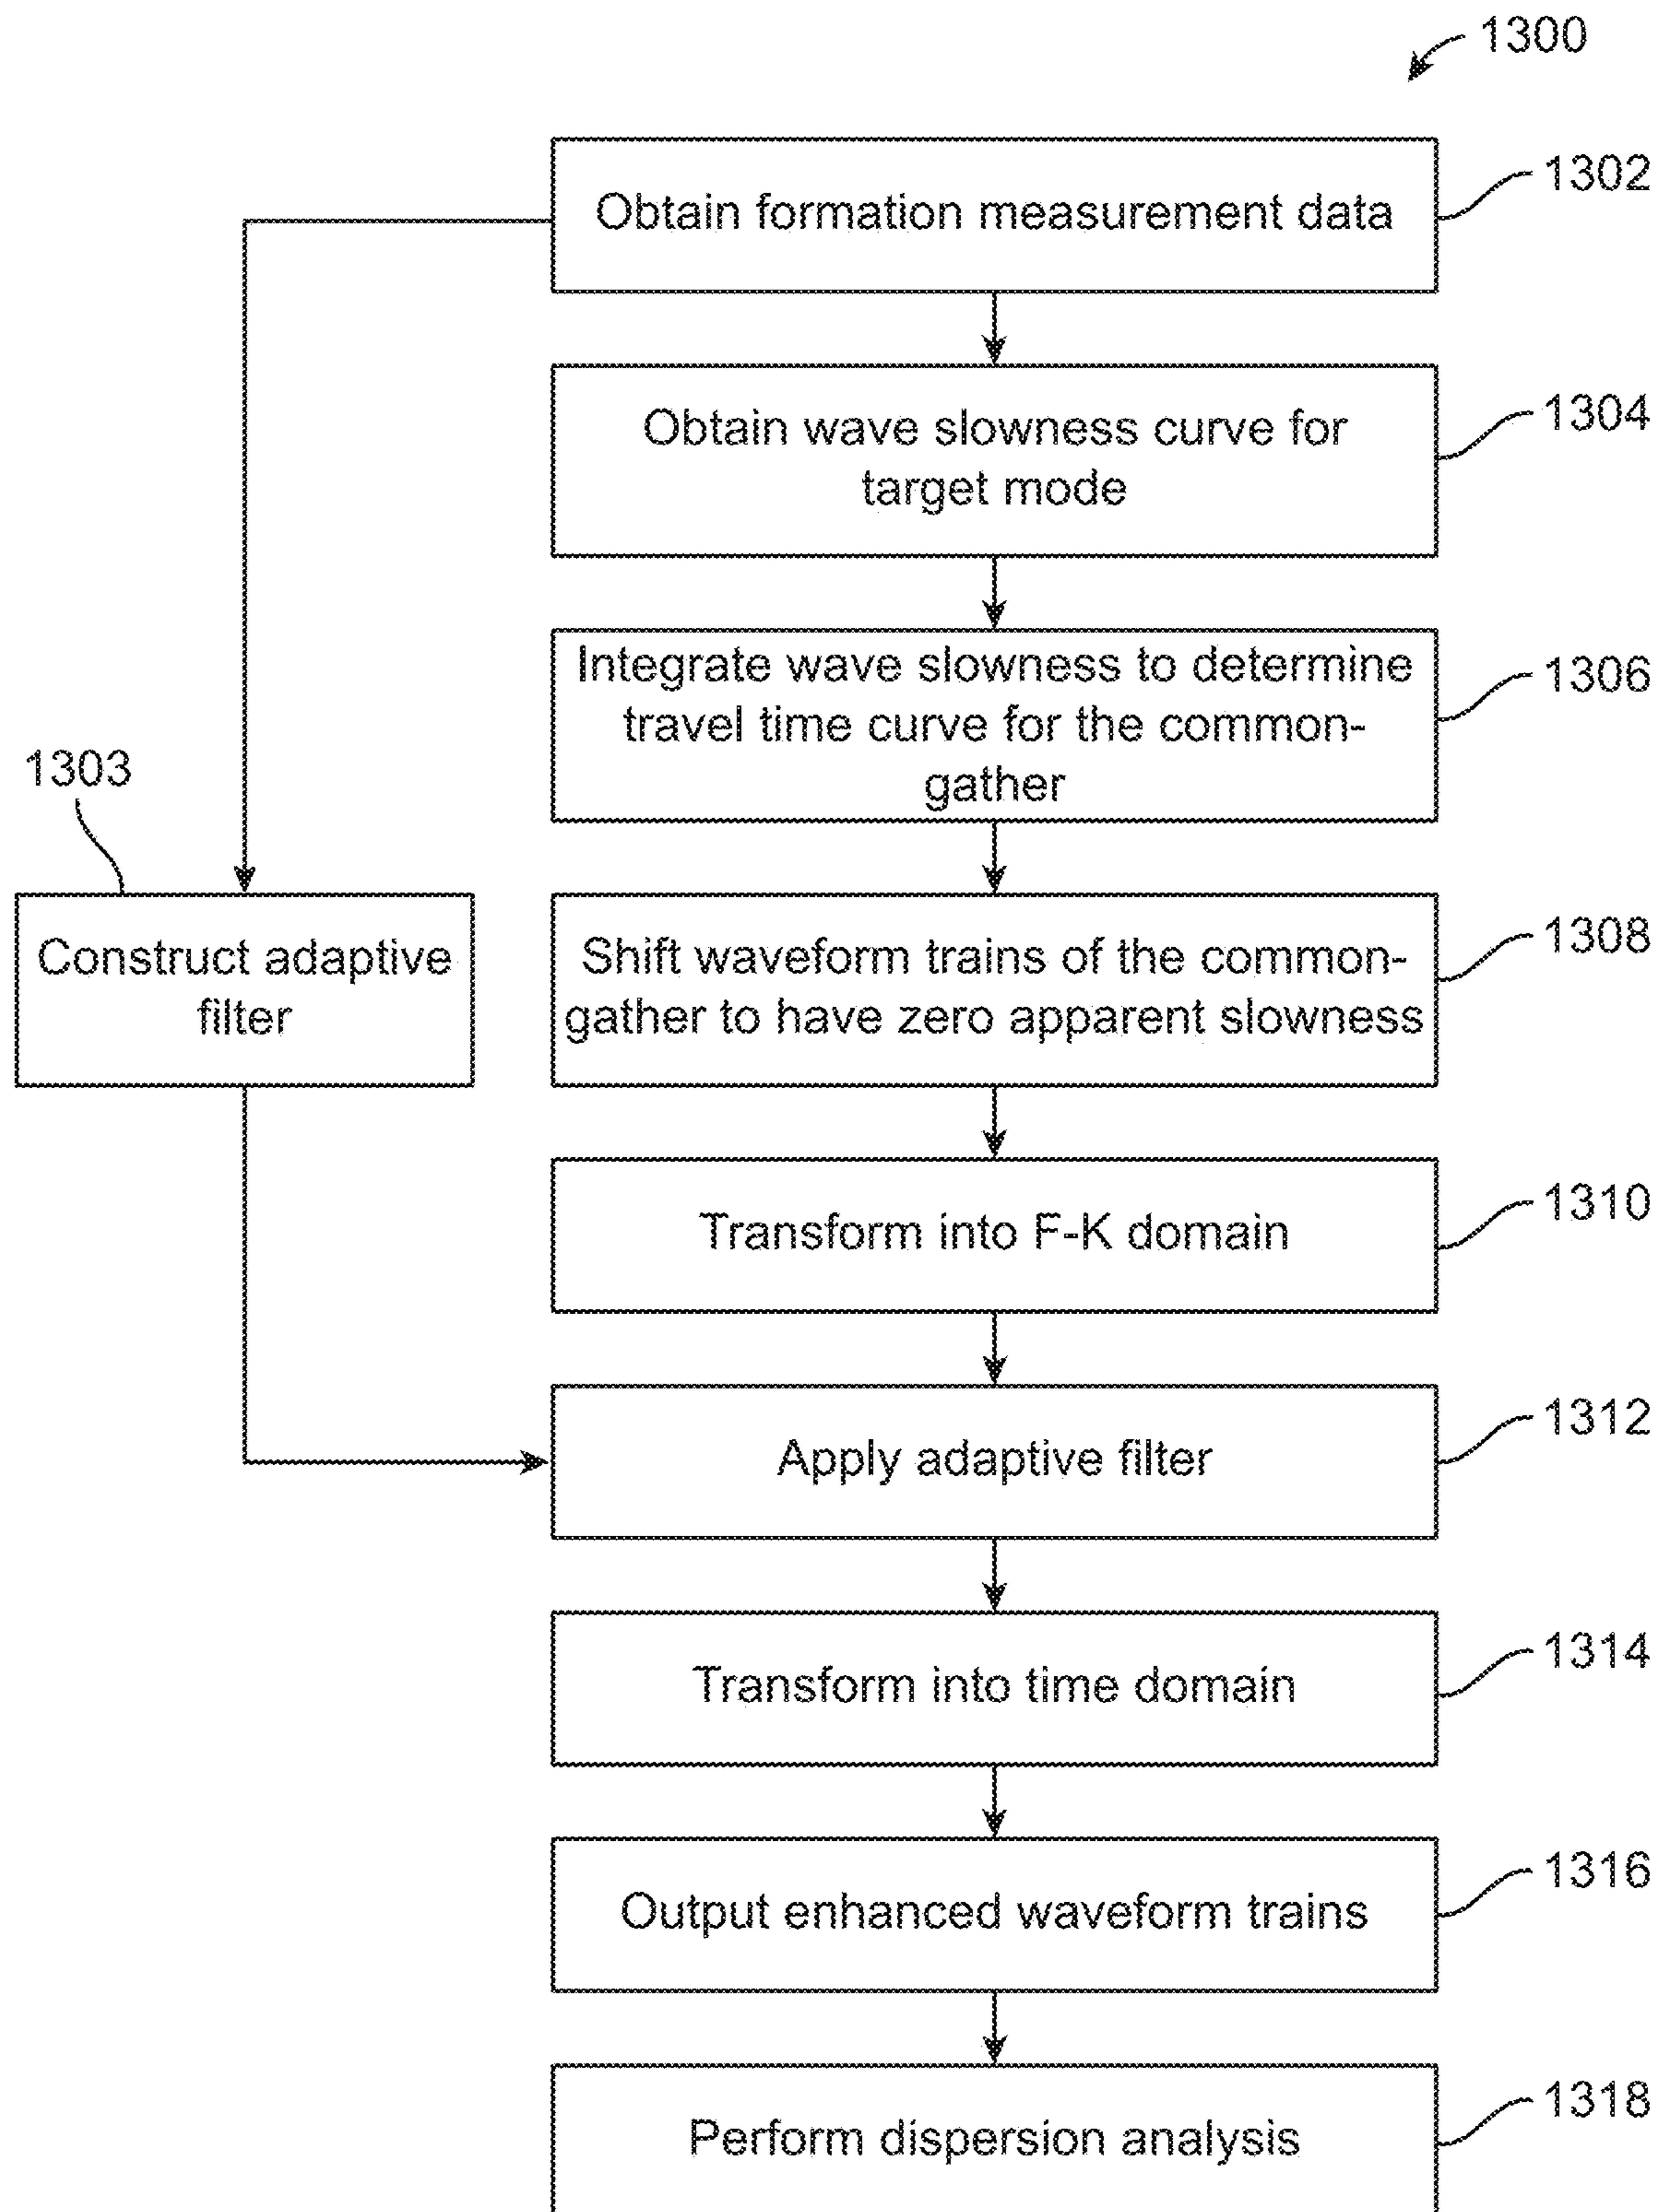 1300
Obtain formation measurement data
1302
Obtain wave slowness curve for
target mode
1304
Integrate wave slowness to determine
travel time curve for the common-
gather
1306
1303
Construct adaptive
filter
Shift waveform trains of the common-
gather to have zero apparent slowness
1308
Transform into F-K domain
1310
Apply adaptive filter
1312
Transform into time domain
1314
Output enhanced waveform trains
1316
Perform dispersion analysis
1318